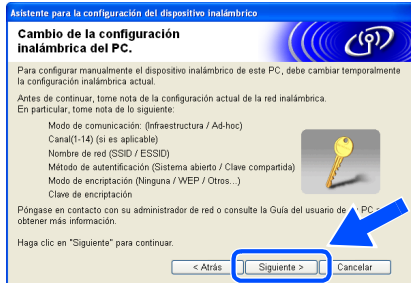 Asistente para la configuración del dispositivo inalámbrico
Cambio de la configuración
inalámbrica del PC.
Para configurar manualmente el dispositivo inalámbrico de este PC, debe cambiar temporalmente
la configuración inalámbrica actual.
Antes de continuar, tome nota de la configuración actual de la red inalámbrica.
En particular, tome nota de lo siguiente:
Modo de comunicación: (Infraestructura / Ad-hoc)
Canal(1-14) (si es aplicable)
Nombre de red (SSID / ESSID)
Método de autentificación (Sistema abierto / Clave compartida)
Modo de encriptación (Ninguna / WEP / Otros...)
Clave de encriptación
Póngase en contacto con su administrador de red o consulte la Guía del usuario de PC
obtener más información.
Haga clic en "Siguiente" para continuar.
< Atrás
Siguiente >
Cancelar